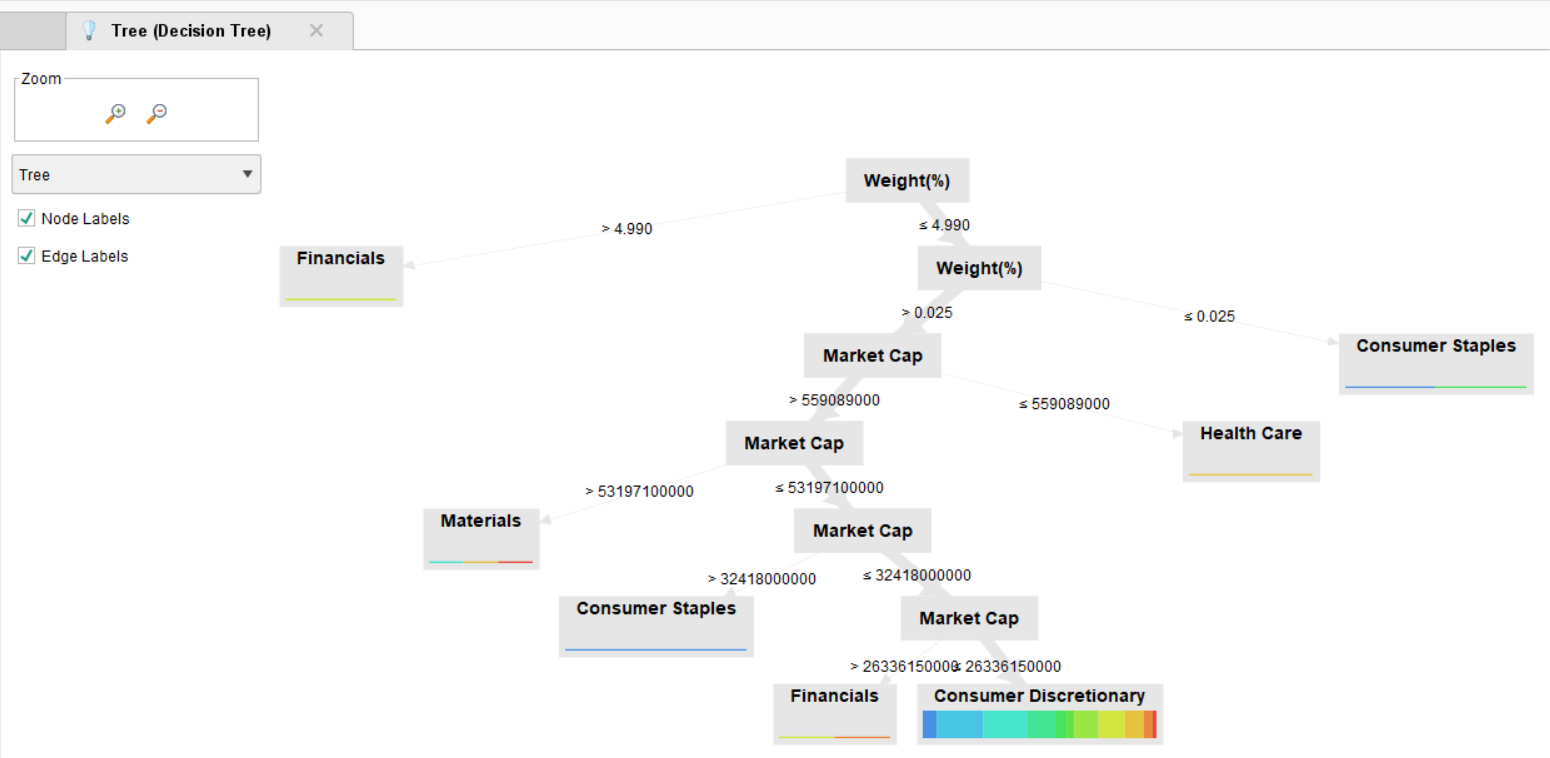 Tree (Decision Tree)
Zoom
Tree
Node Labels
Edge Labels
Weight(%)
> 4.990
≤ 4.990
Financials
Weight(%)
> 0.025
≤ 0.025
Market Cap
Consumer Staples
> 559089000
≤ 559089000
Market Cap
Health Care
> 53197100000
≤ 53197100000
Materials
Market Cap
> 32418000000
≤ 32418000000
Consumer Staples
Market Cap
> 26336150000
≤ 26336150000
Financials
Consumer Discretionary